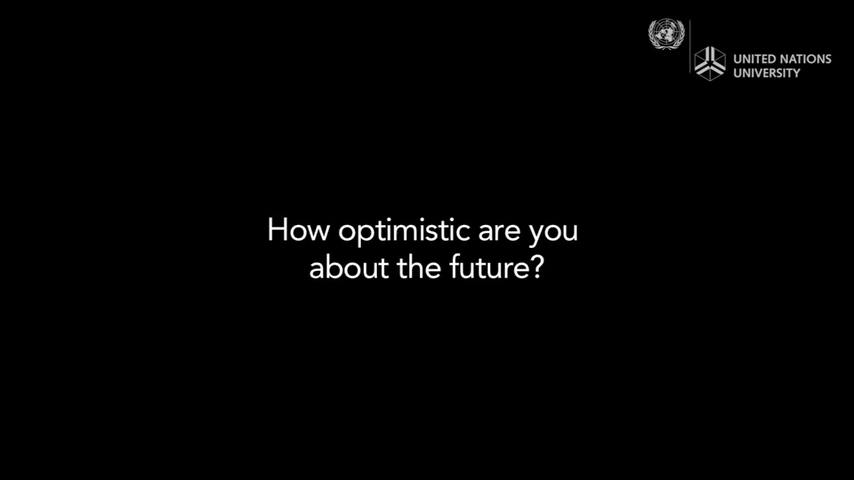 UNITED NATIONS
UNIVERSITY
How optimistic are you
about the future?